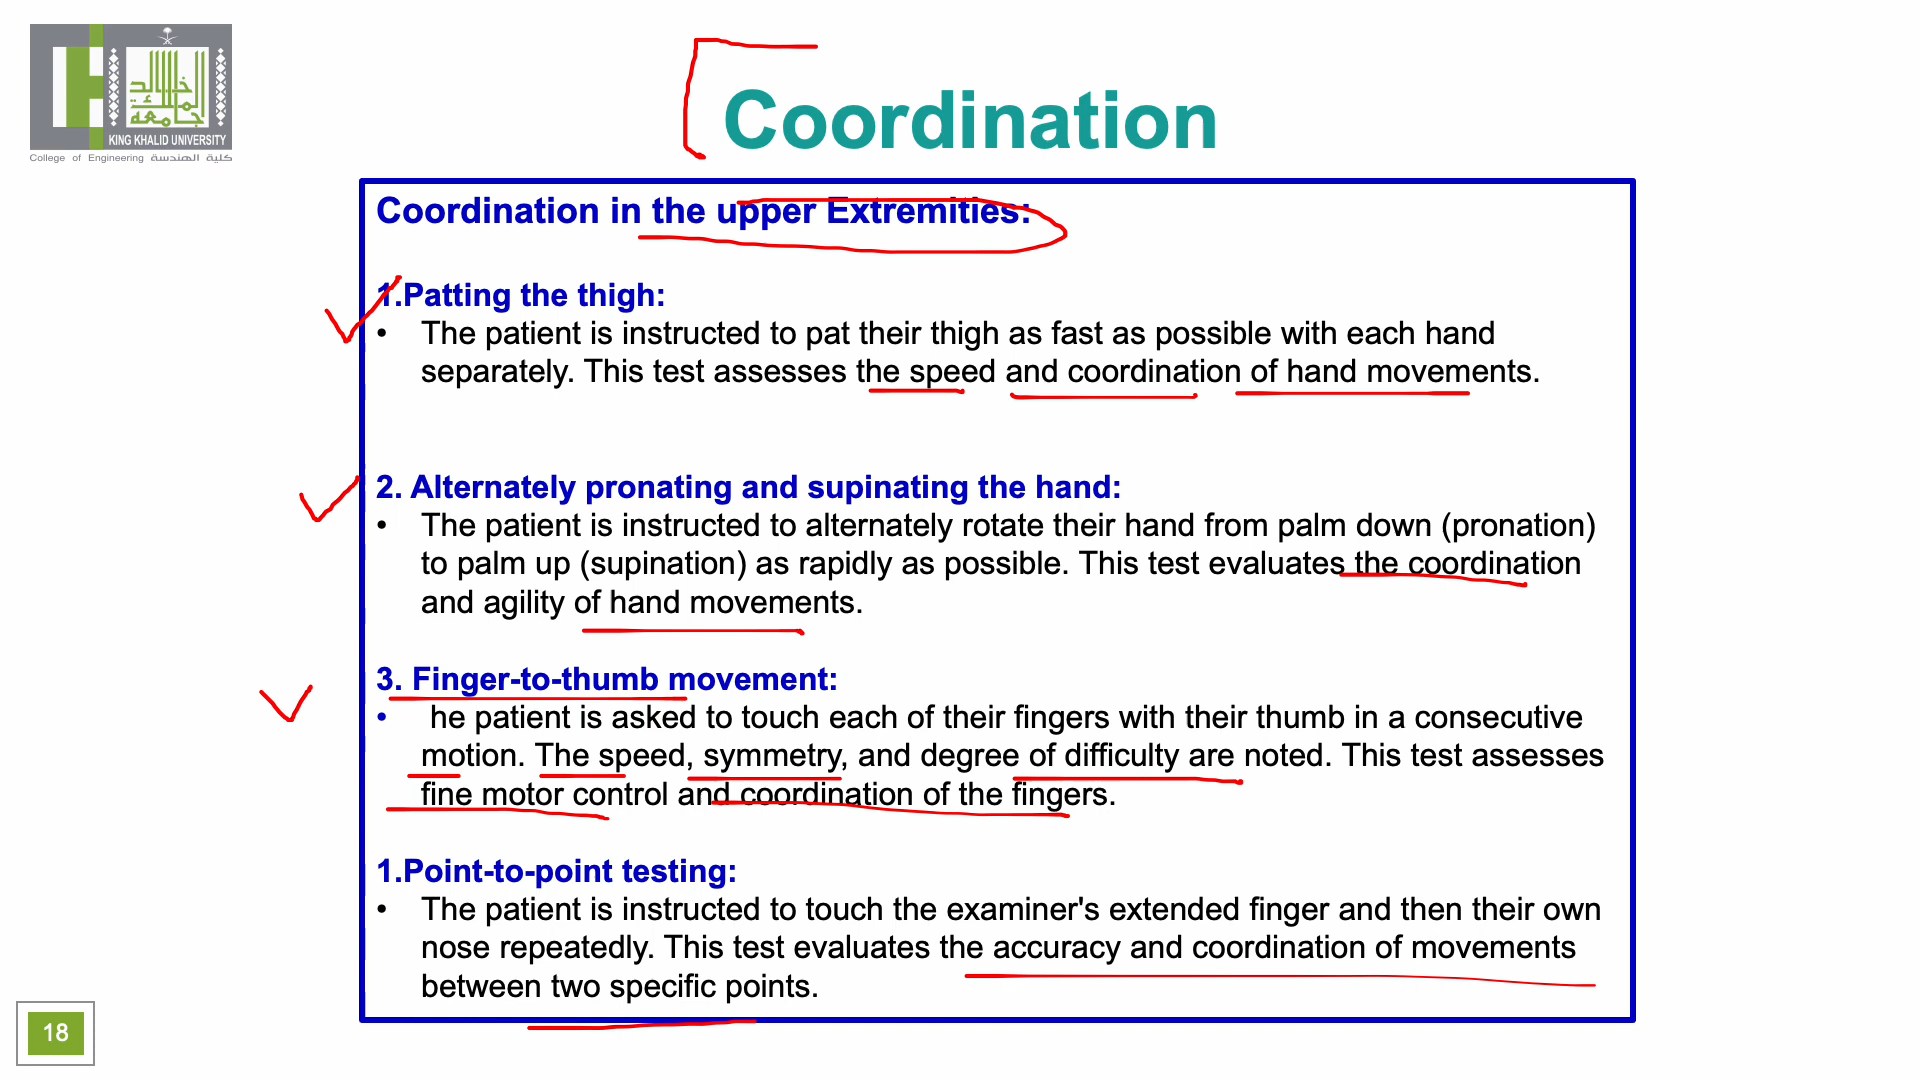 جامعة
الملك
خالد
KING KHALID UNIVERSITY
College of Engineering كلية الهندسة
Coordination
Coordination in the upper Extremities:
1.Patting the thigh:
• The patient is instructed to pat their thigh as fast as possible with each hand
separately. This test assesses the speed and coordination of hand movements.
2. Alternately pronating and supinating the hand:
• The patient is instructed to alternately rotate their hand from palm down (pronation)
to palm up (supination) as rapidly as possible. This test evaluates the coordination
and agility of hand movements.
3. Finger-to-thumb movement:
• he patient is asked to touch each of their fingers with their thumb in a consecutive
motion. The speed, symmetry, and degree of difficulty are noted. This test assesses
fine motor control and coordination of the fingers.
1.Point-to-point testing:
• The patient is instructed to touch the examiner's extended finger and then their own
nose repeatedly. This test evaluates the accuracy and coordination of movements
between two specific points.
18